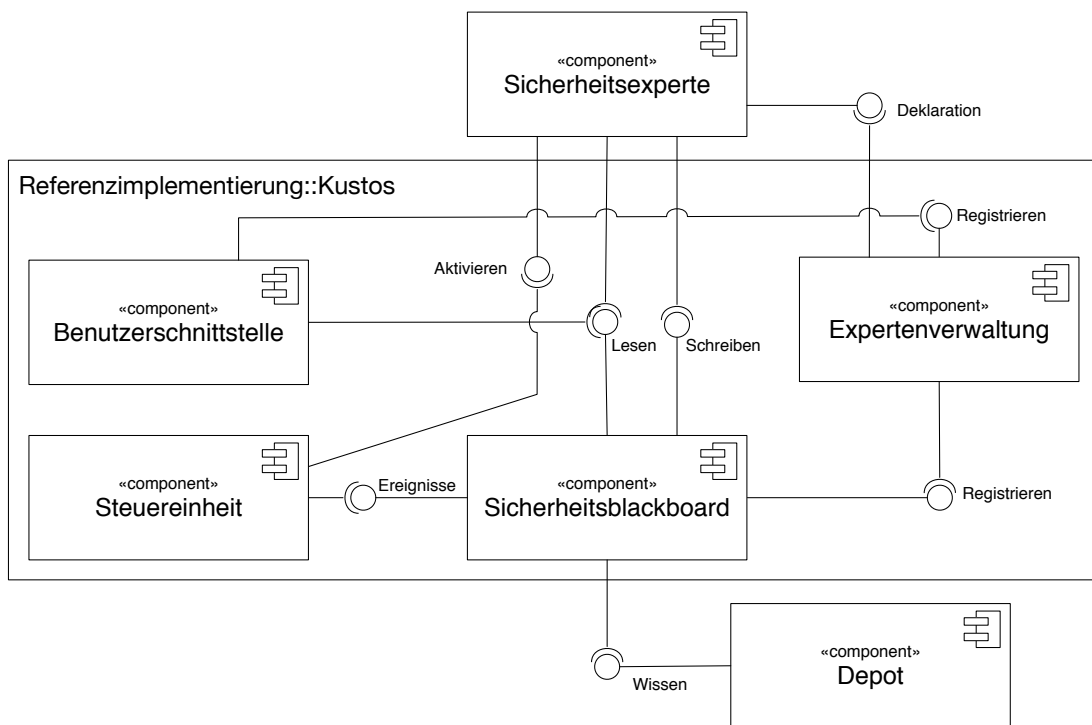 «component»
Sicherheitsexperte
Deklaration
Referenzimplementierung::Kustos
Registrieren
Aktivieren
«component»
Benutzerschnittstelle
Lesen
Schreiben
«component»
Expertenverwaltung
«component»
Steuereinheit
Ereignisse
«component»
Sicherheitsblackboard
Registrieren
Wissen
«component»
Depot